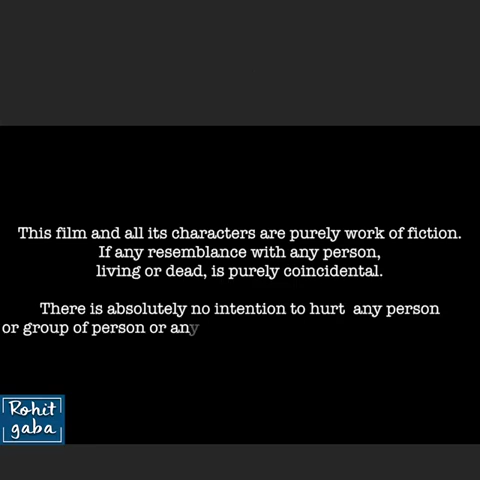 This film and all its characters are purely work of fiction.
If any resemblance with any person,
living or dead, is purely coincidental.
There is absolutely no intention to hurt any person
or group of person or any
Rohit
gaba